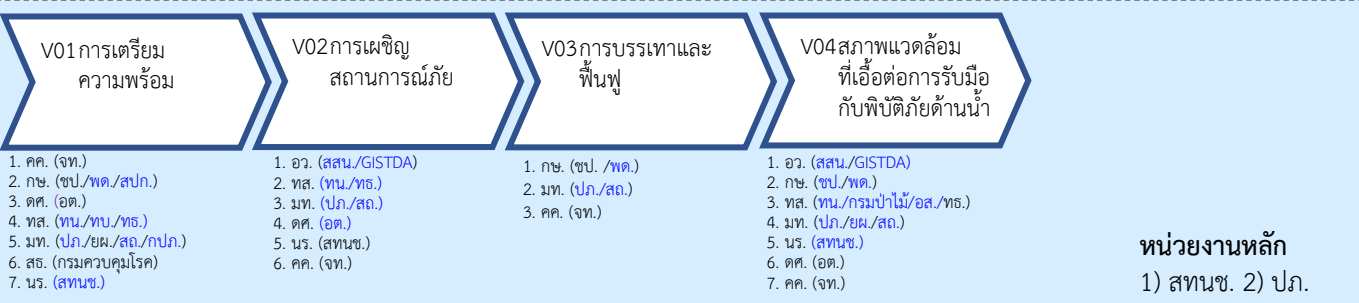 V01การเตรียม
ความพร้อม
1. คค. (จท.)
2. กษ. (ชป./พด./สปก.)
3. ดศ. (อต.)
4. ทส. (ทน./ทบ./ทธ.)
5. มท. (ปภ./ยผ./สถ./กปภ.)
6. สธ. (กรมควบคุมโรค)
7. นร. (สทนช.)
V02การเผชิญ
สถานการณ์ภัย
1. อว. (สสน./GISTDA)
2. ทส. (ทน./ทธ.)
3. มท. (ปภ./สถ.)
4. ดศ. (อต.)
5. นร. (สทนช.)
6. คค. (จท.)
V03การบรรเทาและ
ฟื้นฟู
1. กษ. (ชป. /พด.)
2. มท. (ปภ./สถ.)
3. คค. (จท.)
V04สภาพแวดล้อม
ที่เอื้อต่อการรับมือ
กับพิบัติภัยด้านน้ำ
1. อว. (สสน./GISTDA)
2. กษ. (ชป./พด.)
3. ทส. (ทน./กรมป่าไม้/อส./ทธ.)
4. มท. (ปภ./ยผ./สถ.)
5. นร. (สทนช.)
6. ดศ. (อต.)
7. คค. (จท.)
หน่วยงานหลัก
1) สทนช. 2) ปภ.